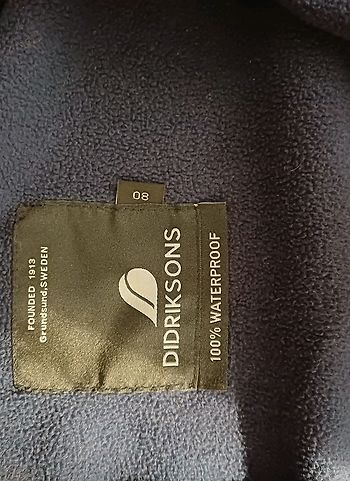 FOUNDED 1913
Grundsund, SWEDEN
DIDRIKSONS
100% WATERPROOF
80